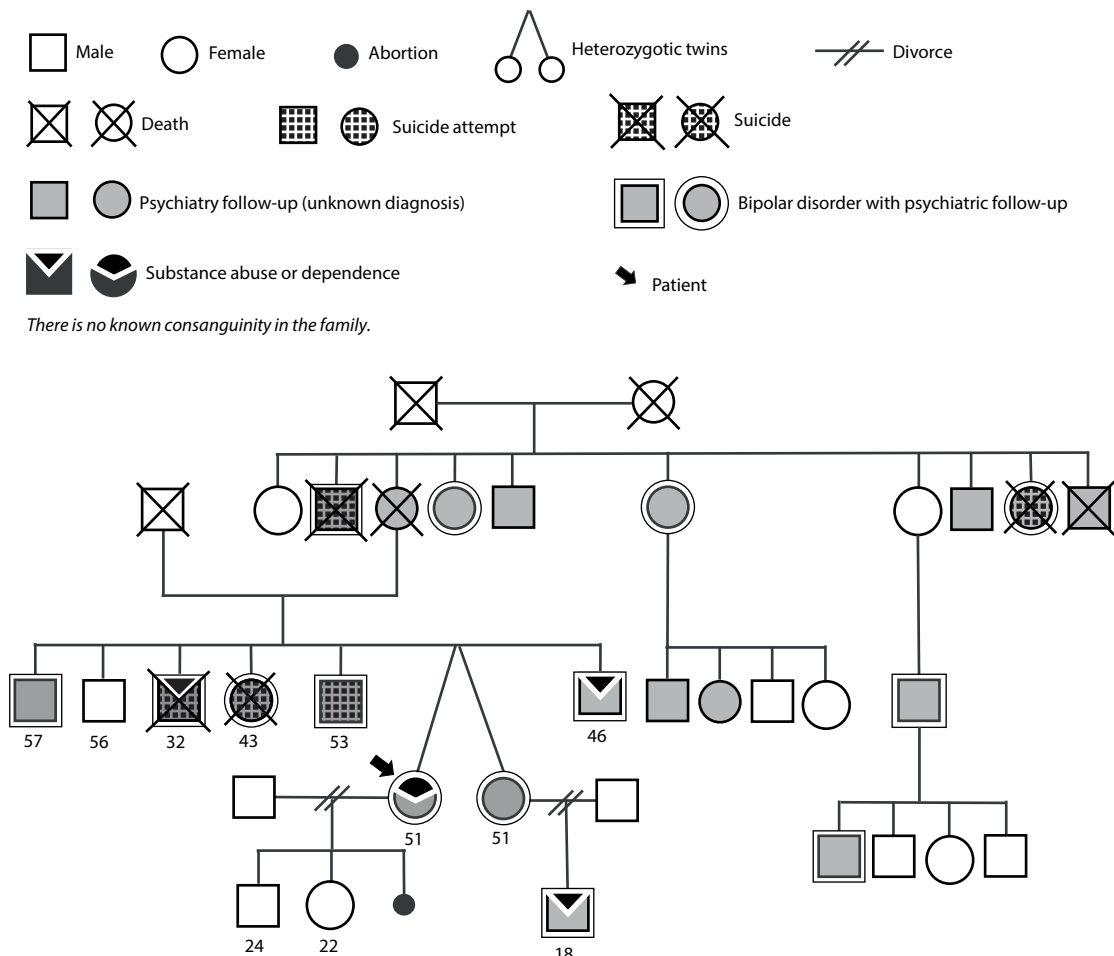 Male
Female
Abortion
Heterozygotic twins
Divorce
Death
Suicide attempt
Suicide
Psychiatry follow-up (unknown diagnosis)
Bipolar disorder with psychiatric follow-up
Substance abuse or dependence
Patient
There is no known consanguinity in the family.
57
56
32
43
53
46
51
51
24
22
18